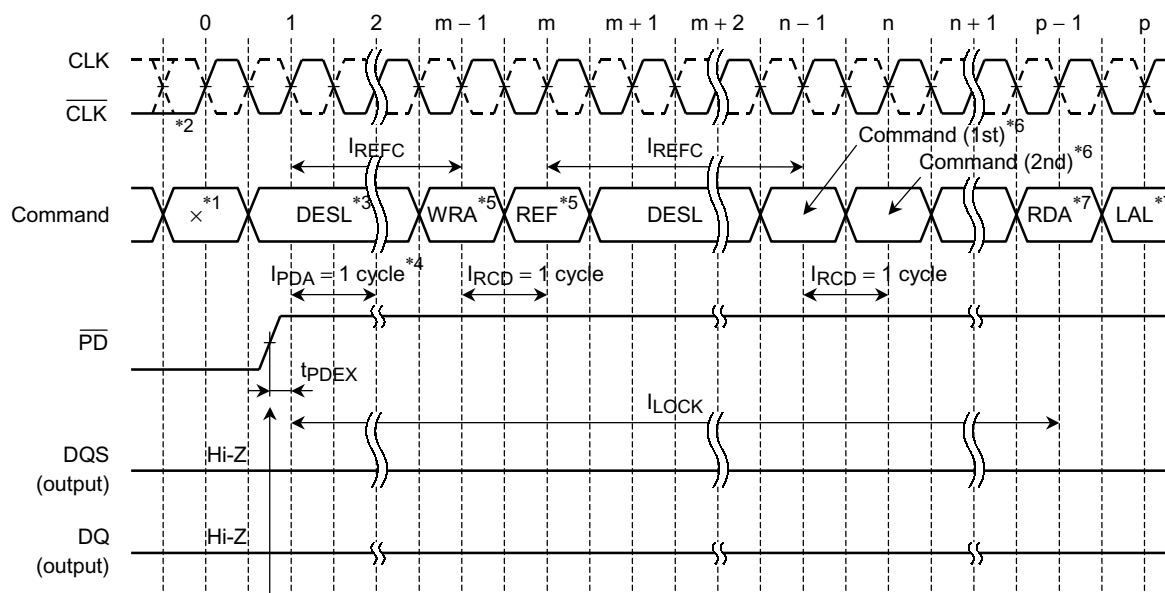 0 1 2 m − 1 m m + 1 m + 2 n − 1 n n + 1 p − 1 p
CLK
CLK
*2
IREFC IREFC
Command (1st)*6
Command (2nd)*6
Command ×*1 DESL*3 WRA*5 REF*5 DESL RDA*7 LAL*7
IPDA = 1 cycle*4 IRCD = 1 cycle IRCD = 1 cycle
PD
tPDEX
ILOCK
DQS Hi-Z
(output)
DQ Hi-Z
(output)